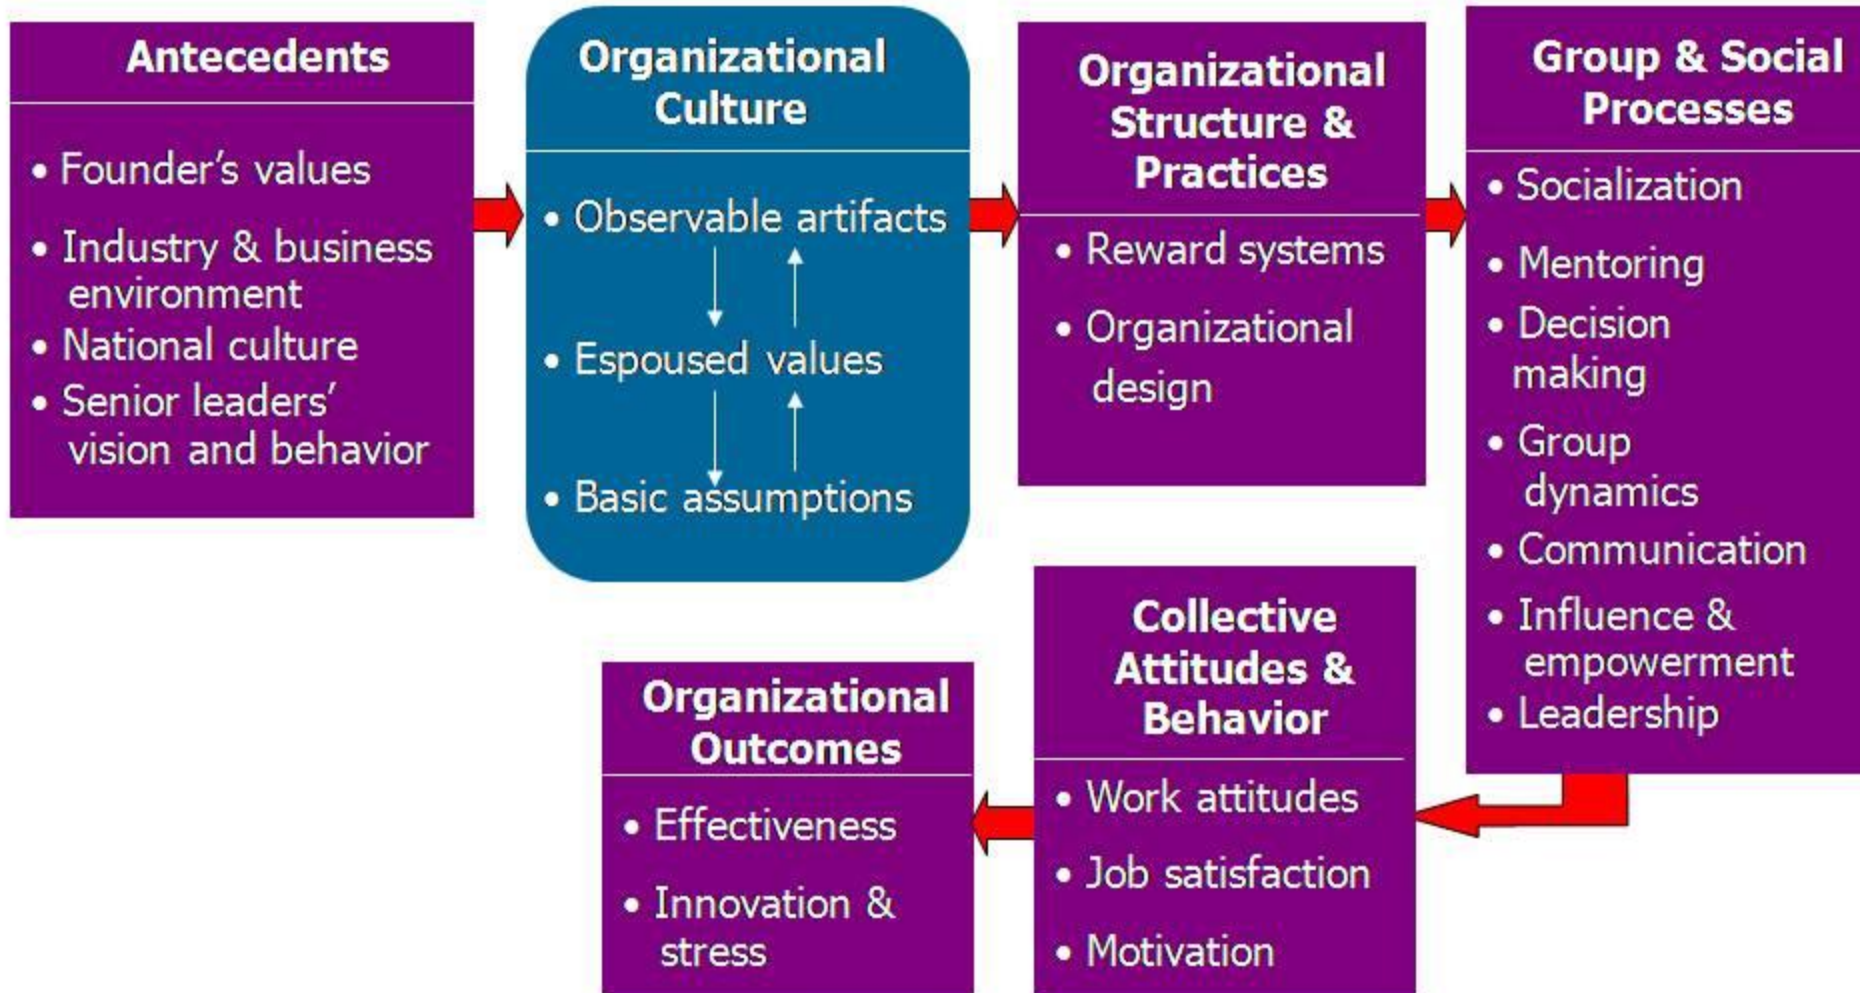 Antecedents
• Founder's values
• Industry & business
environment
• National culture
• Senior leaders'
vision and behavior
Organizational
Culture
• Observable artifacts
• Espoused values
• Basic assumptions
Organizational
Structure &
Practices
• Reward systems
• Organizational
design
Group & Social
Processes
• Socialization
• Mentoring
• Decision
making
• Group
dynamics
• Communication
• Influence &
empowerment
• Leadership
Collective
Attitudes &
Behavior
• Work attitudes
• Job satisfaction
• Motivation
Organizational
Outcomes
• Effectiveness
• Innovation &
stress